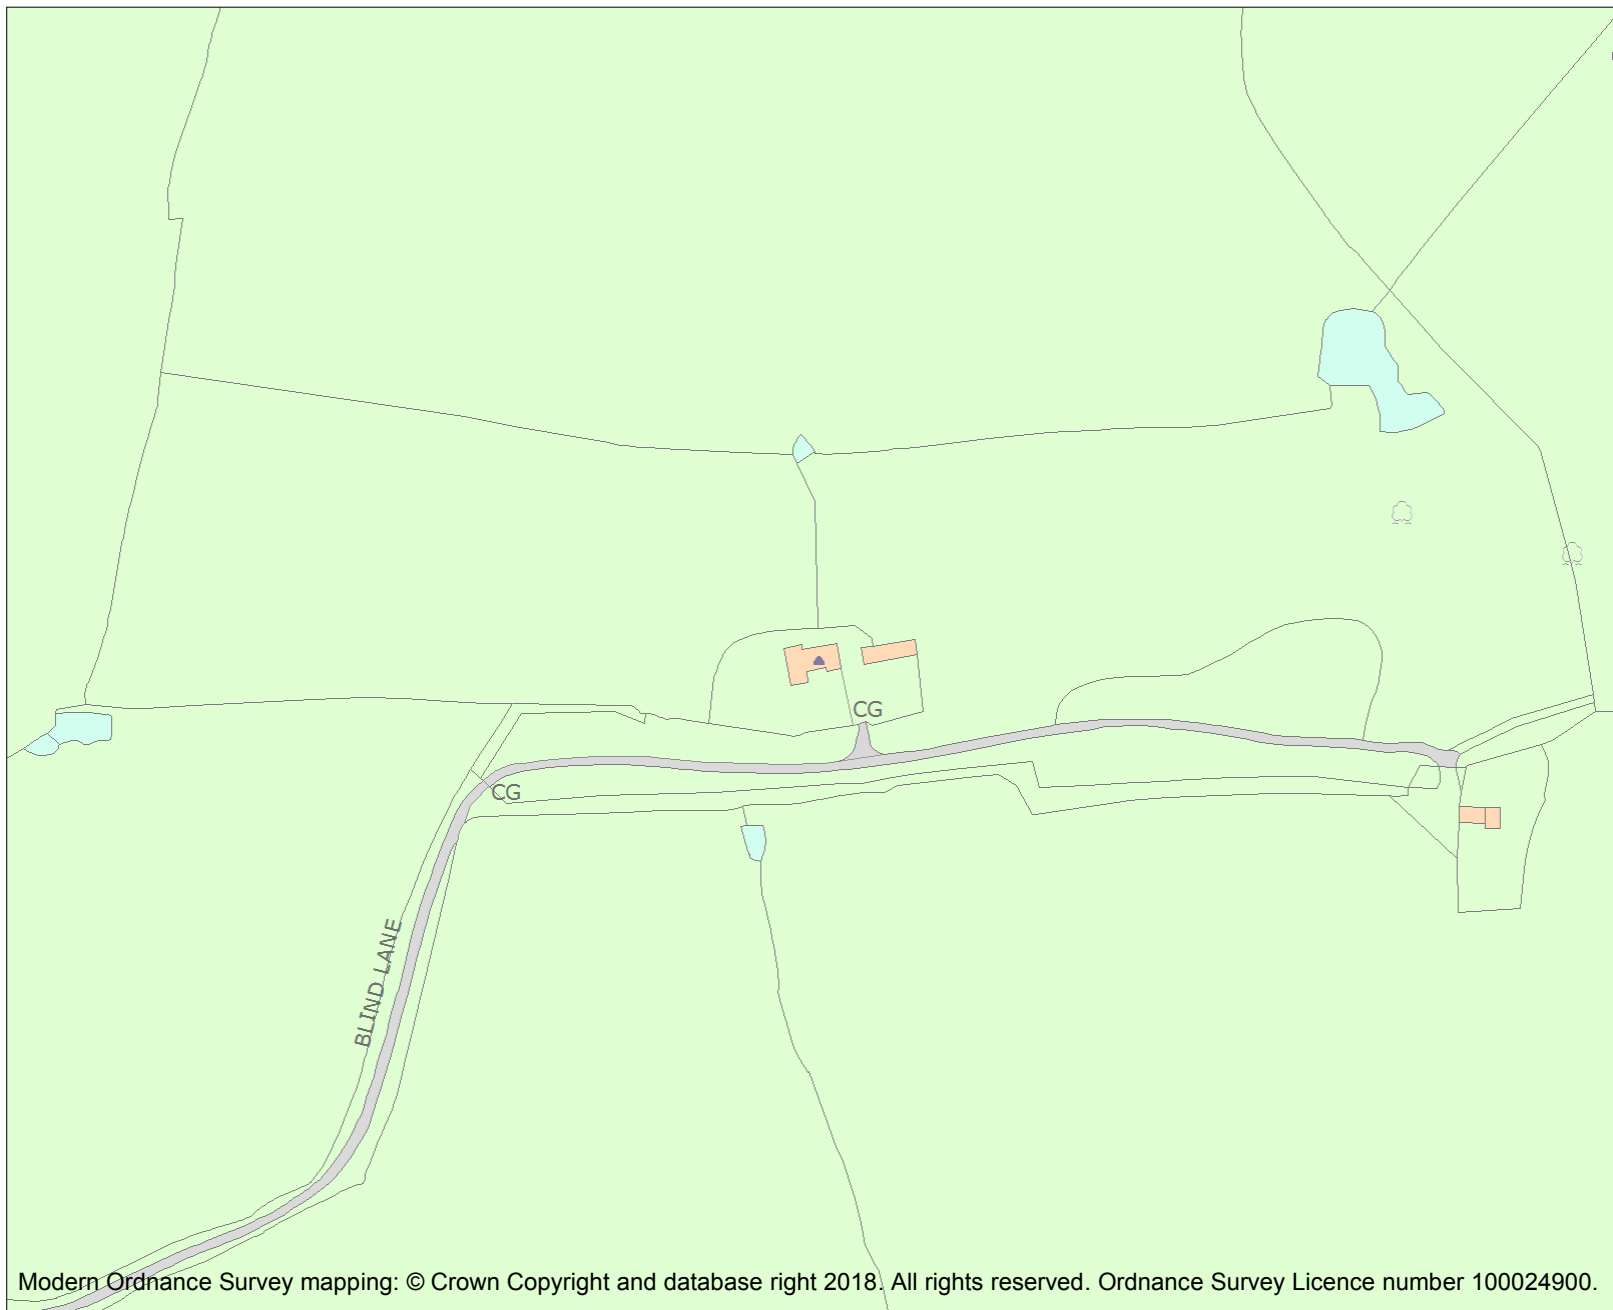 CG
CG
BLIND LANE
Modern Ordnance Survey mapping: © Crown Copyright and database right 2018. All rights reserved. Ordnance Survey Licence number 100024900.